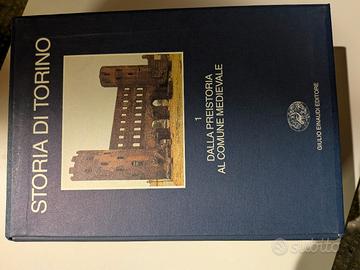 STORIA DI TORINO
1
DALLA PREISTORIA
AL COMUNE MEDIEVALE
GIULIO EINAUDI EDITORE
subito